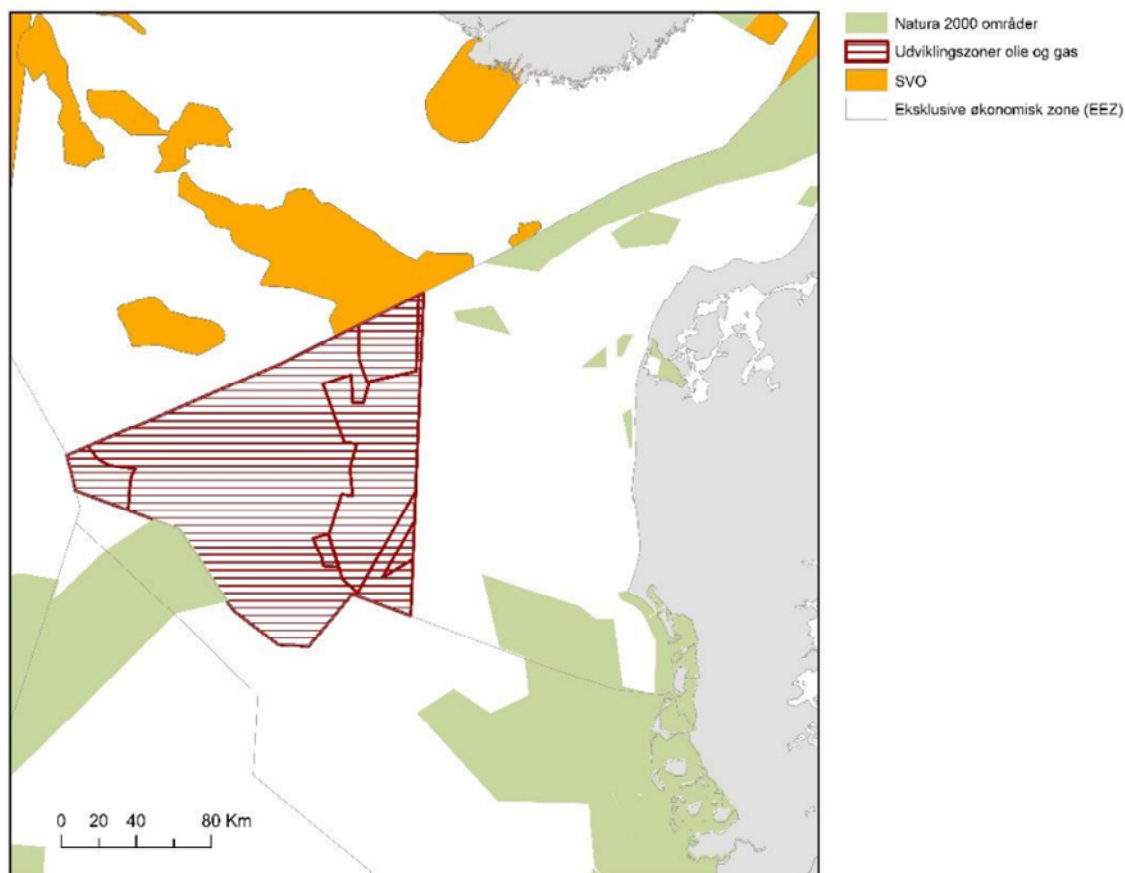 Natura 2000 områder
Udviklingszoner olie og gas
SVO
Eksklusive økonomisk zone (EEZ)
0 20 40 80 Km